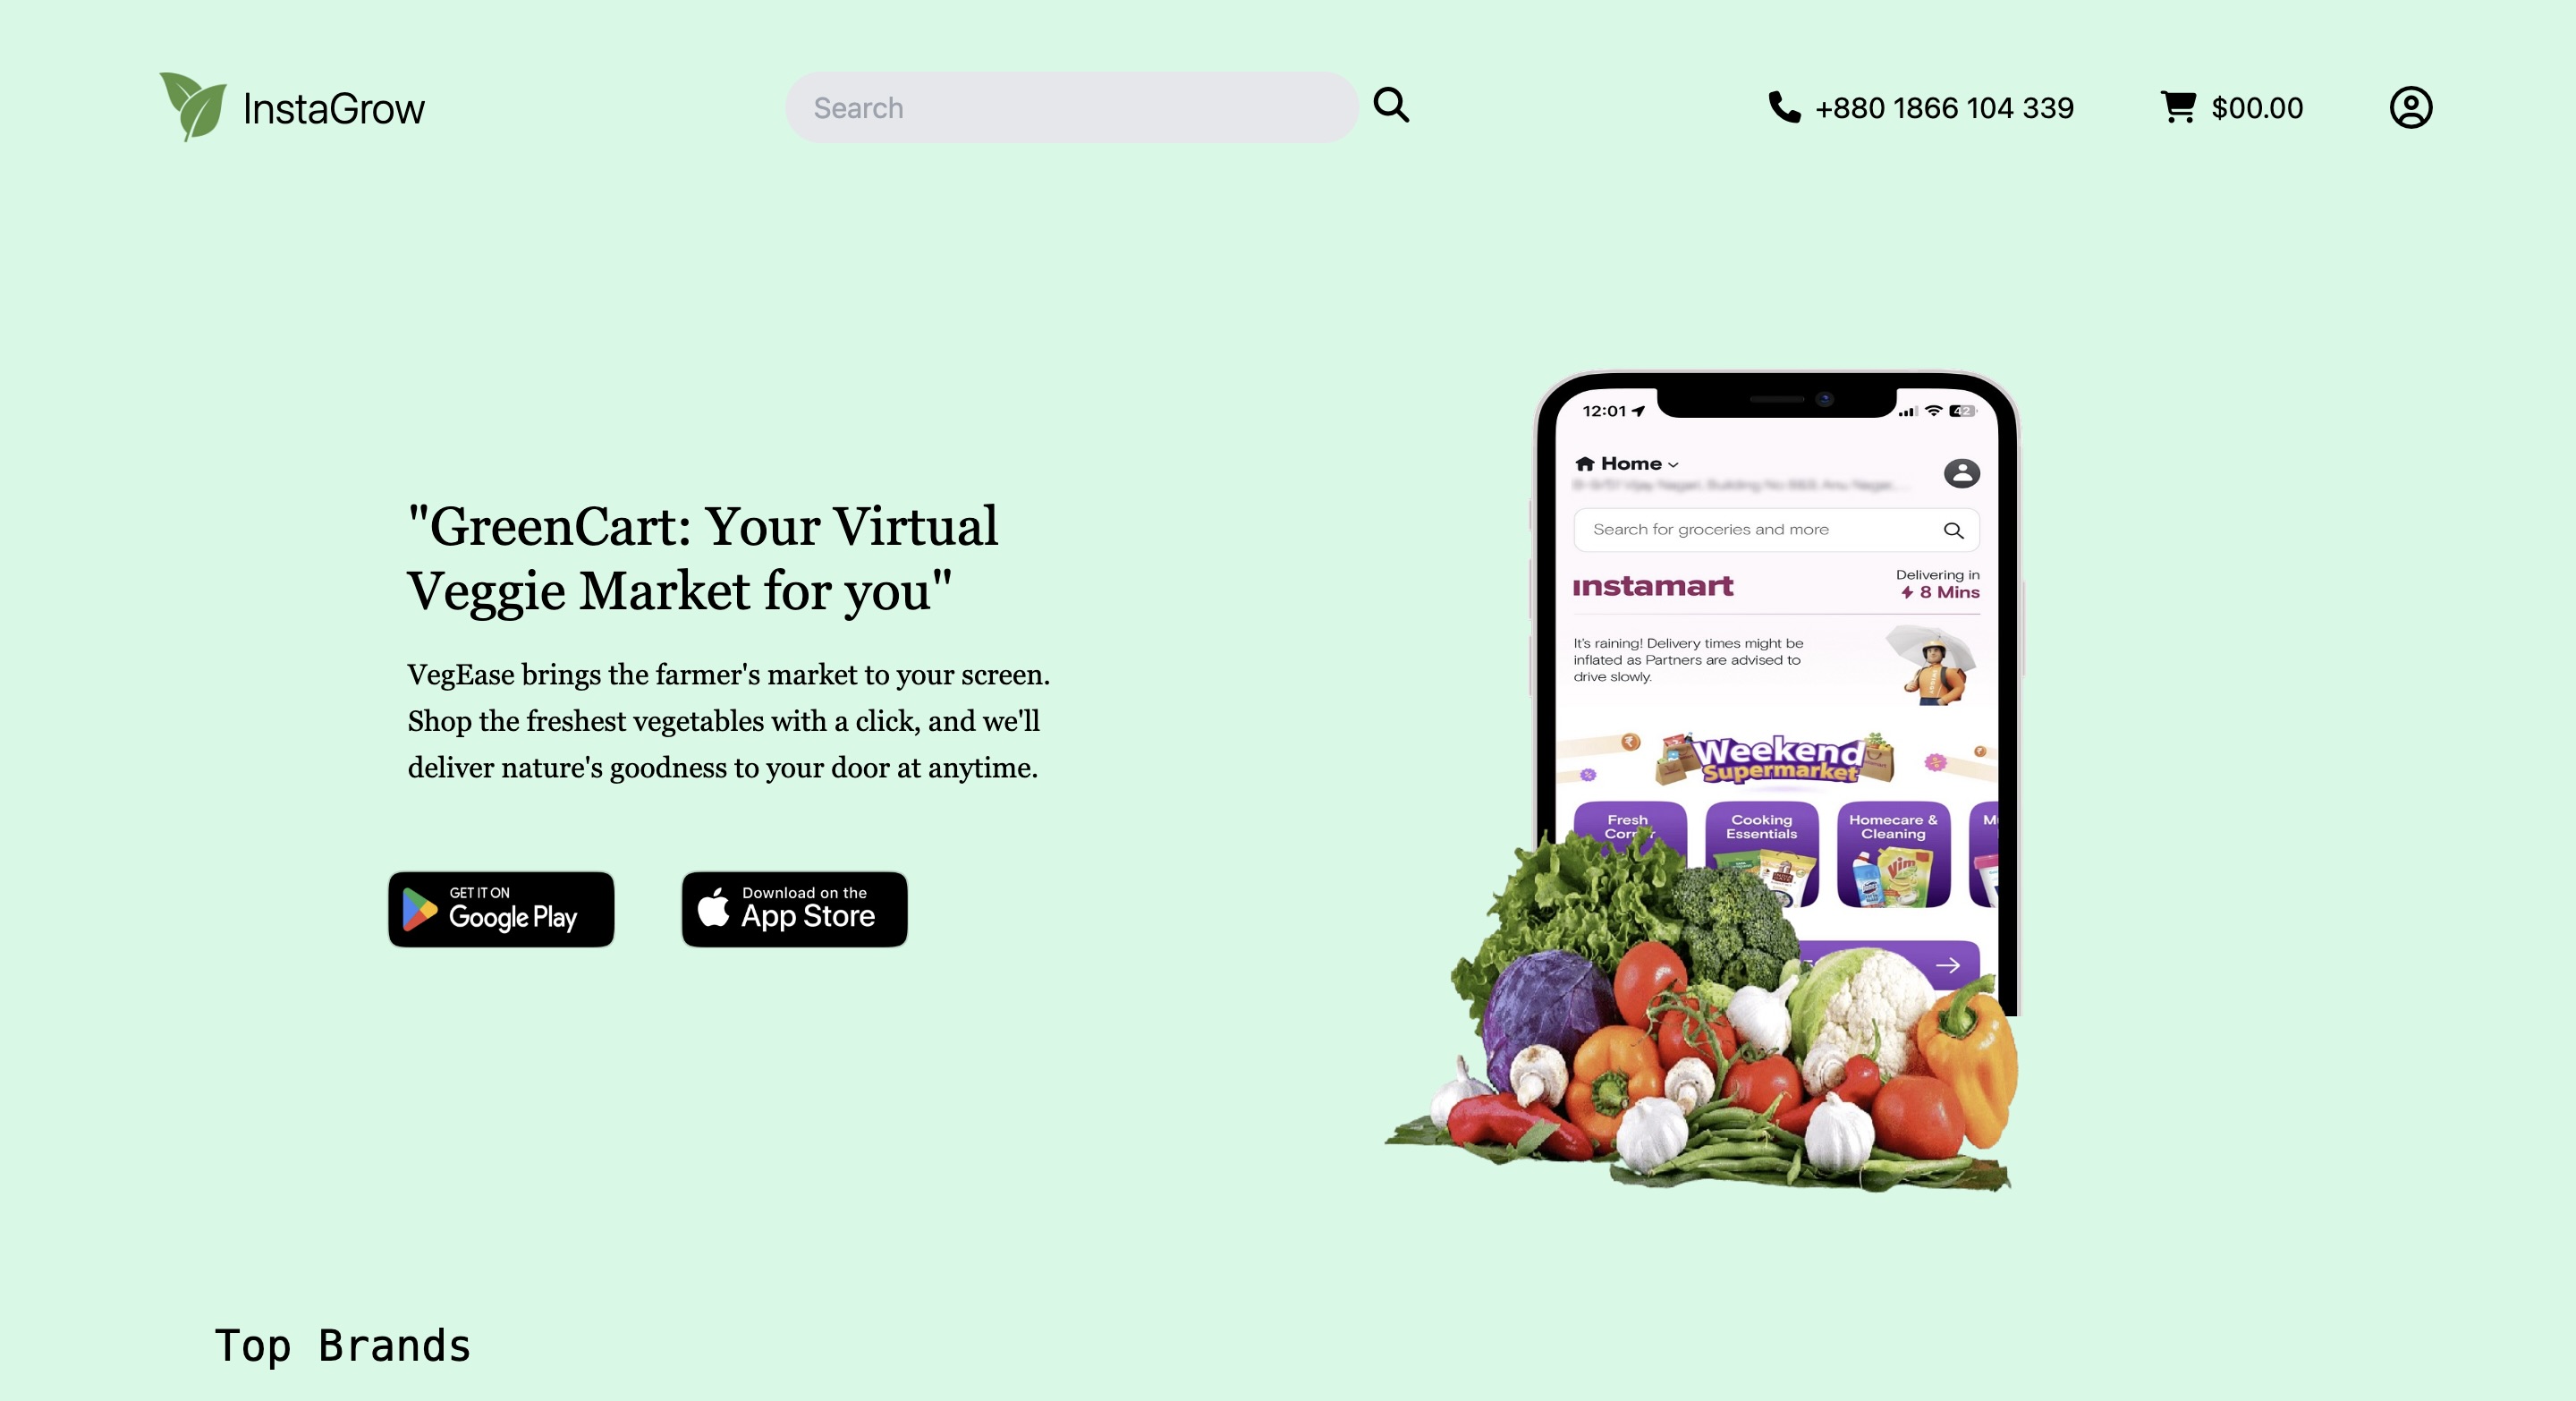 InstaGrow
Search
+880 1866 104 339
$00.00
"GreenCart: Your Virtual
Veggie Market for you"
VegEase brings the farmer's market to your screen.
Shop the freshest vegetables with a click, and we'll
deliver nature's goodness to your door at anytime.
GET IT ON
Google Play
Download on the
App Store
12:01
42
Home
Search for groceries and more
instamart
Delivering in
8 Mins
It's raining! Delivery times might be
inflated as Partners are advised to
drive slowly.
Weekend
Supermarket
Fresh
Cooking
Essentials
Homecare &
Cleaning
Vim
Top Brands